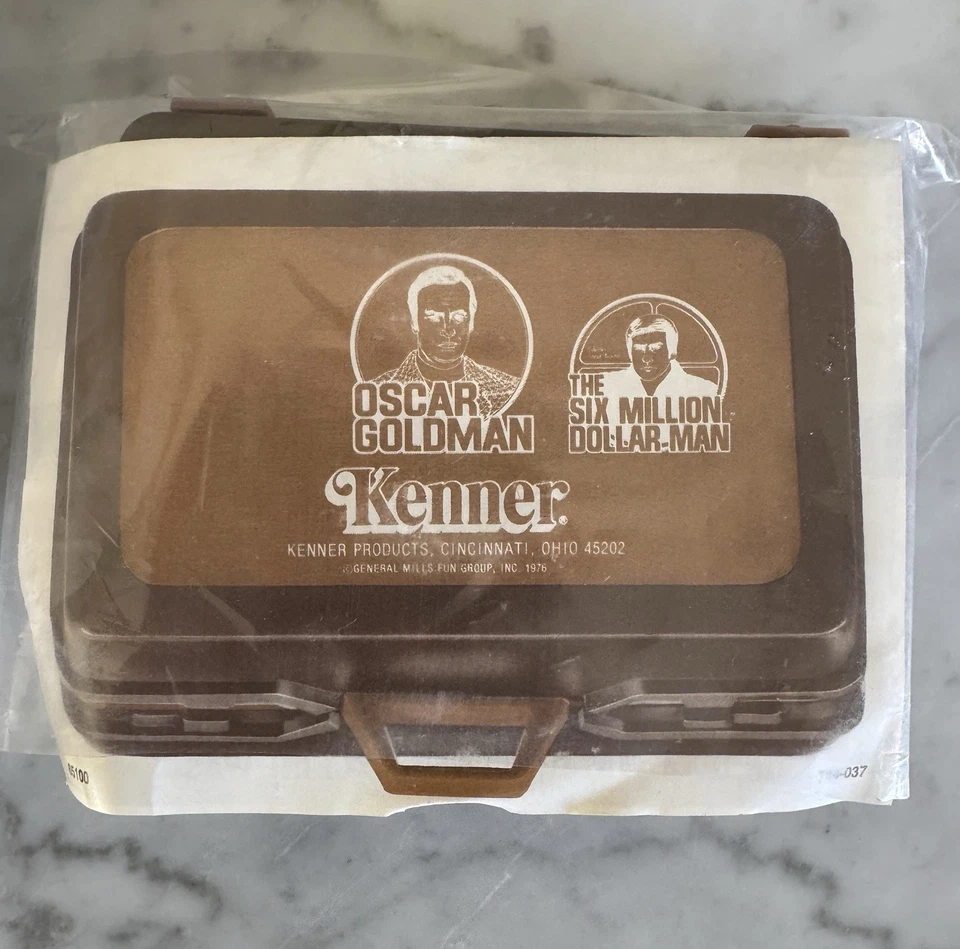 OSCAR
GOLDMAN
THE
SIX MILLION
DOLLAR-MAN
Kenner®
KENNER PRODUCTS, CINCINNATI, OHIO 45202
© GENERAL MILLS FUN GROUP, INC. 1976
-037